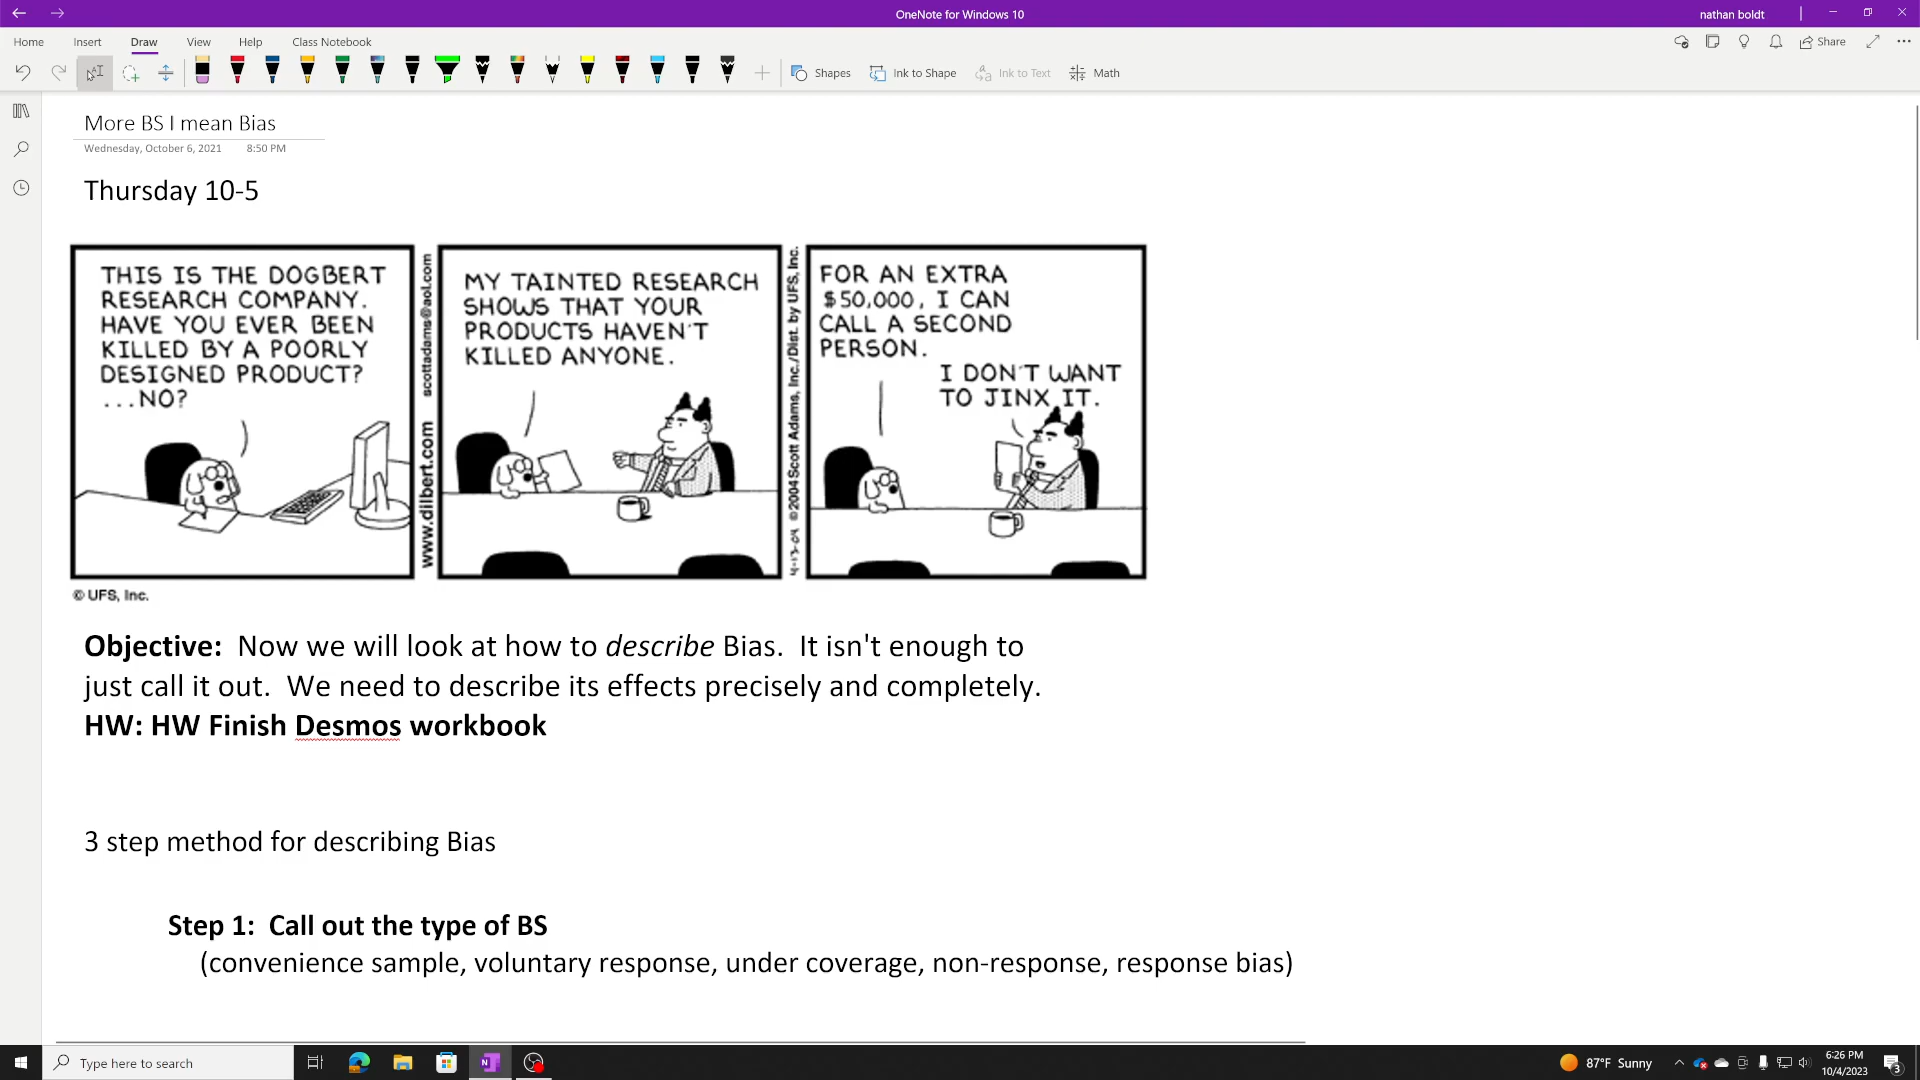 OneNote for Windows 10
nathan boldt
Home Insert Draw View Help Class Notebook
Share
Shapes Ink to Shape Ink to Text Math
More BS I mean Bias
Wednesday, October 6, 2021 8:50 PM
Thursday 10-5
THIS IS THE DOGBERT
RESEARCH COMPANY.
HAVE YOU EVER BEEN
KILLED BY A POORLY
DESIGNED PRODUCT?
...NO?
www.dilbert.com scottadams@aol.com
MY TAINTED RESEARCH
SHOWS THAT YOUR
PRODUCTS HAVEN'T
KILLED ANYONE.
4-13-04 © 2004 Scott Adams, Inc./Dist. by UFS, Inc.
FOR AN EXTRA
$50,000, I CAN
CALL A SECOND
PERSON.
I DON'T WANT
TO JINX IT.
© UFS, Inc.
Objective: Now we will look at how to describe Bias. It isn't enough to
just call it out. We need to describe its effects precisely and completely.
HW: HW Finish Desmos workbook
3 step method for describing Bias
Step 1: Call out the type of BS
(convenience sample, voluntary response, under coverage, non-response, response bias)
Type here to search
87°F Sunny
6:26 PM
10/4/2023
3